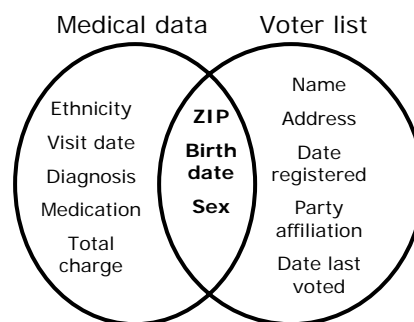 Medical data
Voter list
Ethnicity
Visit date
Diagnosis
Medication
Total
charge
ZIP
Birth
date
Sex
Name
Address
Date
registered
Party
affiliation
Date last
voted